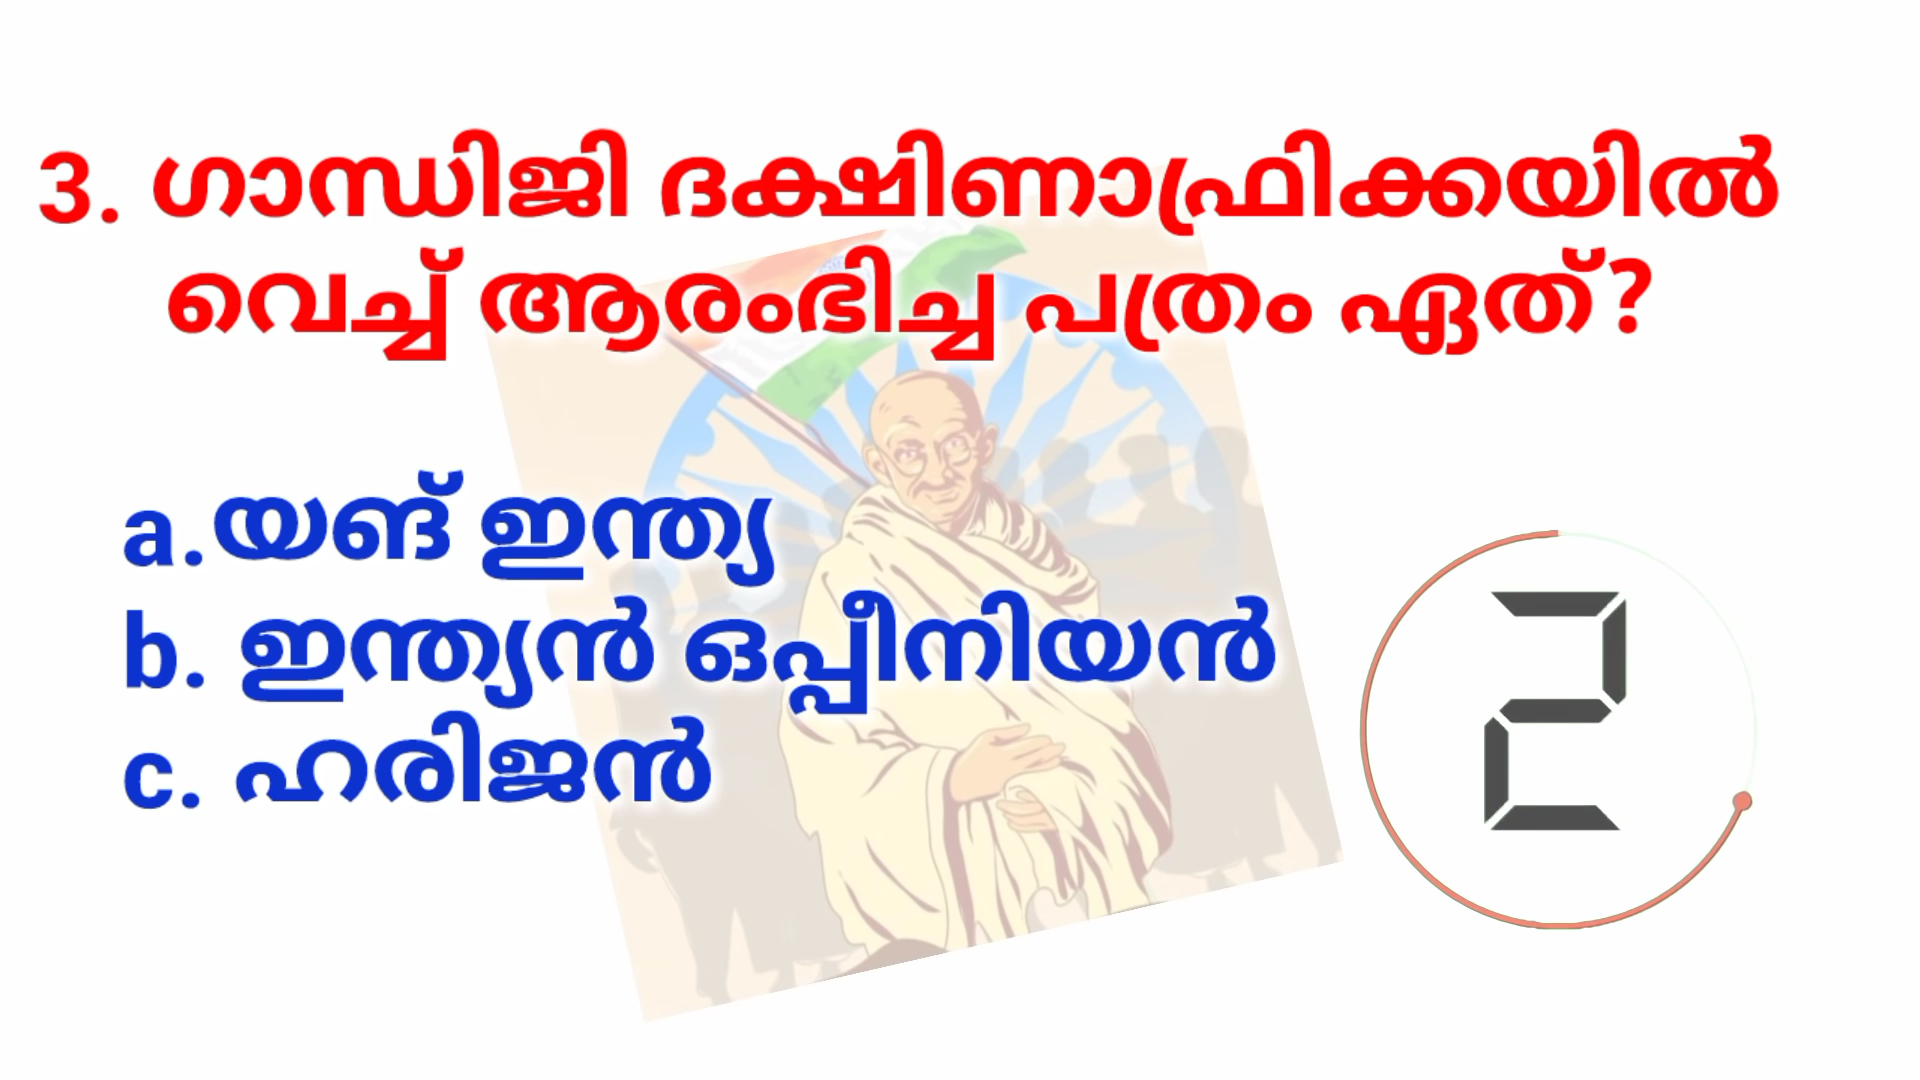 3. ഗാന്ധിജി ദക്ഷിണാഫ്രിക്കയിൽ
വെച്ച് ആരംഭിച്ച പത്രം ഏത്?
a.യങ് ഇന്ത്യ
b. ഇന്ത്യൻ ഒപ്പീനിയൻ
c. ഹരിജൻ
2